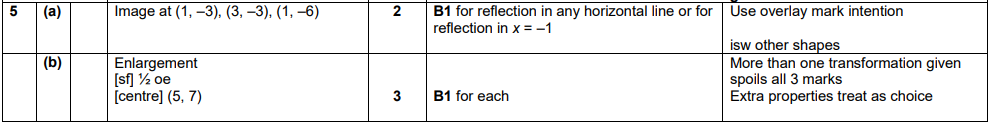 5 (a) Image at (1, –3), (3, –3), (1, –6) 2 B1 for reflection in any horizontal line or for Use overlay mark intention
reflection in x = –1
isw other shapes
(b) Enlargement More than one transformation given
[sf] ½ oe spoils all 3 marks
[centre] (5, 7) 3 B1 for each Extra properties treat as choice